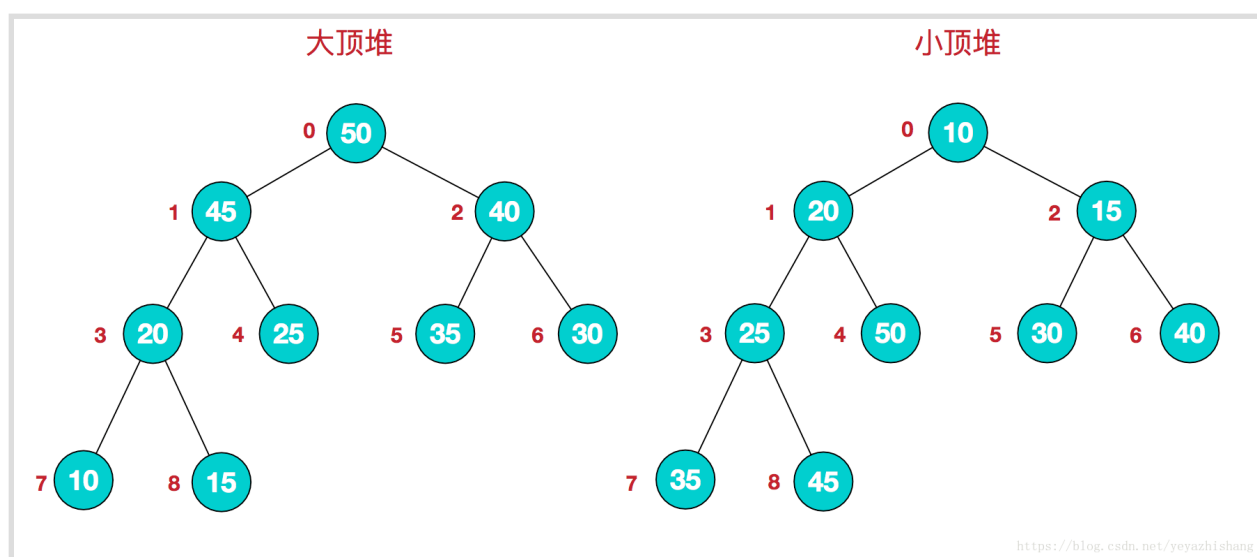 大顶堆 小顶堆
0 50 0 10
1 45 2 40 1 20 2 15
3 20 4 25 5 35 6 30 3 25 4 50 5 30 6 40
7 10 8 15 7 35 8 45
https://blog.csdn.net/yeyazhishang